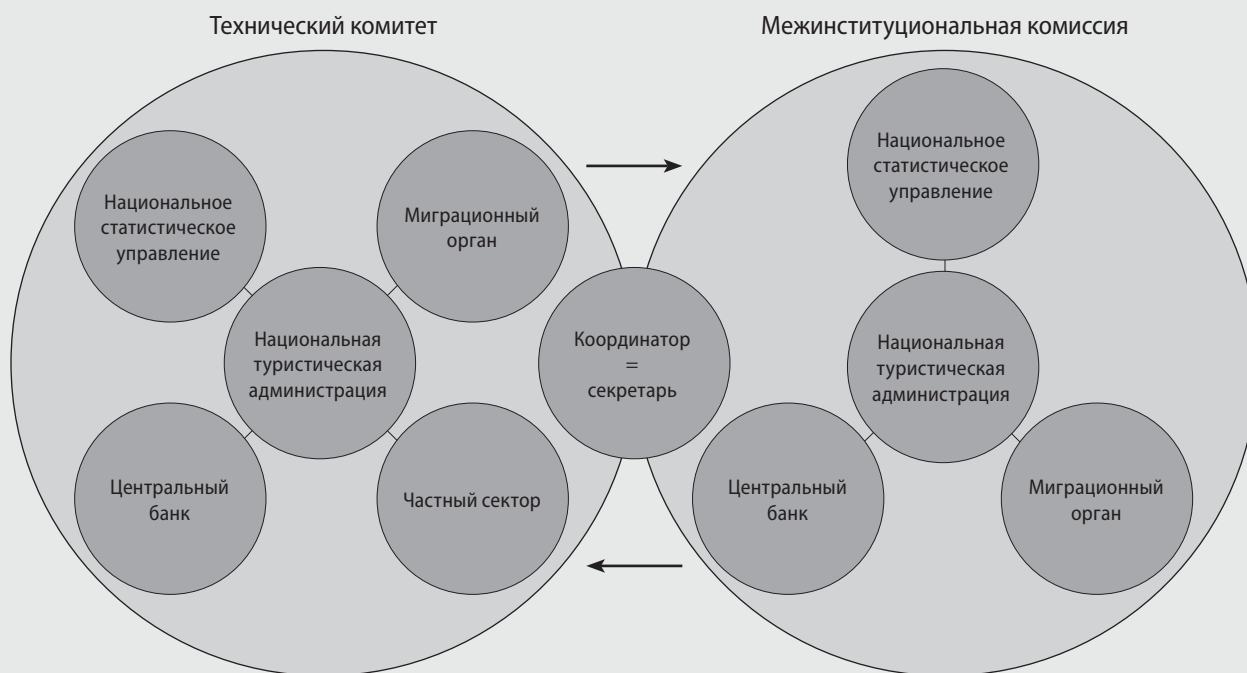 Технический комитет
Межинституциональная комиссия
Национальное
статистическое
управление
Миграционный
орган
Национальная
туристическая
администрация
Центральный
банк
Частный сектор
Координатор
=
секретарь
Национальное
статистическое
управление
Национальная
туристическая
администрация
Центральный
банк
Миграционный
орган